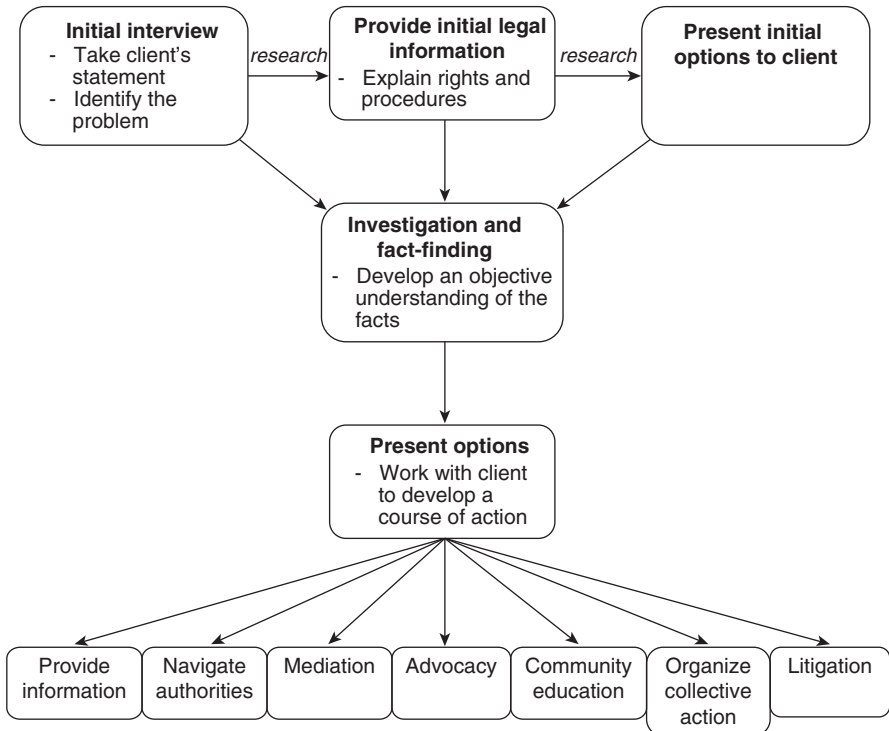 Initial interview
- Take client's
statement
- Identify the
problem
research
Provide initial legal
information
- Explain rights and
procedures
research
Present initial
options to client
Investigation and
fact-finding
- Develop an objective
understanding of the
facts
Present options
- Work with client
to develop a
course of action
Provide
information
Navigate
authorities
Mediation
Advocacy
Community
education
Organize
collective
action
Litigation